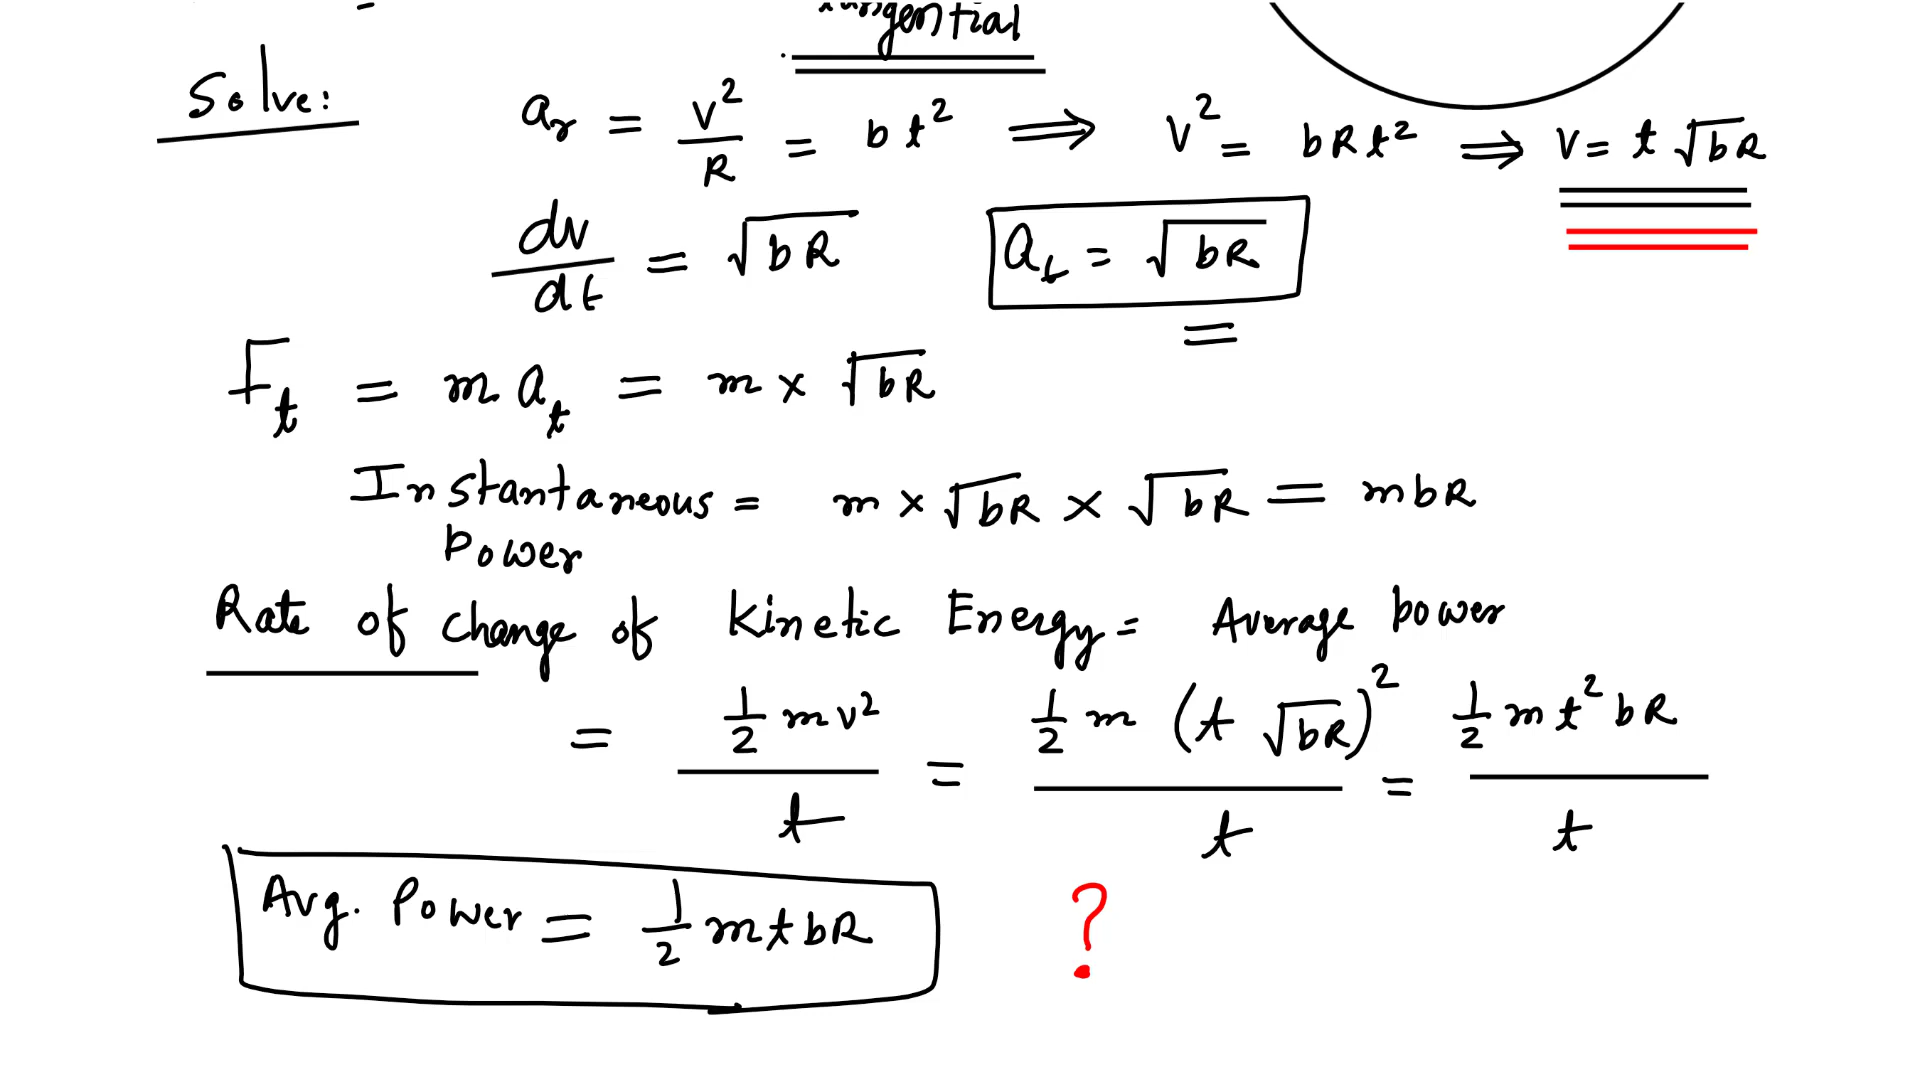 tangential
Solve:
a_r = v²/R = bt² ⟹ v² = bRt² ⟹ v = t√bR
dv/dt = √bR   a_t = √bR
=
F_t = m a_t = m × √bR
Instantaneous = m × √bR × √bR = mbR
Power
Rate of change of Kinetic Energy = Average power
= ½ mv² / t = ½ m (t √bR)² / t = ½ mt² bR / t
Avg. Power = ½ mtbR ?